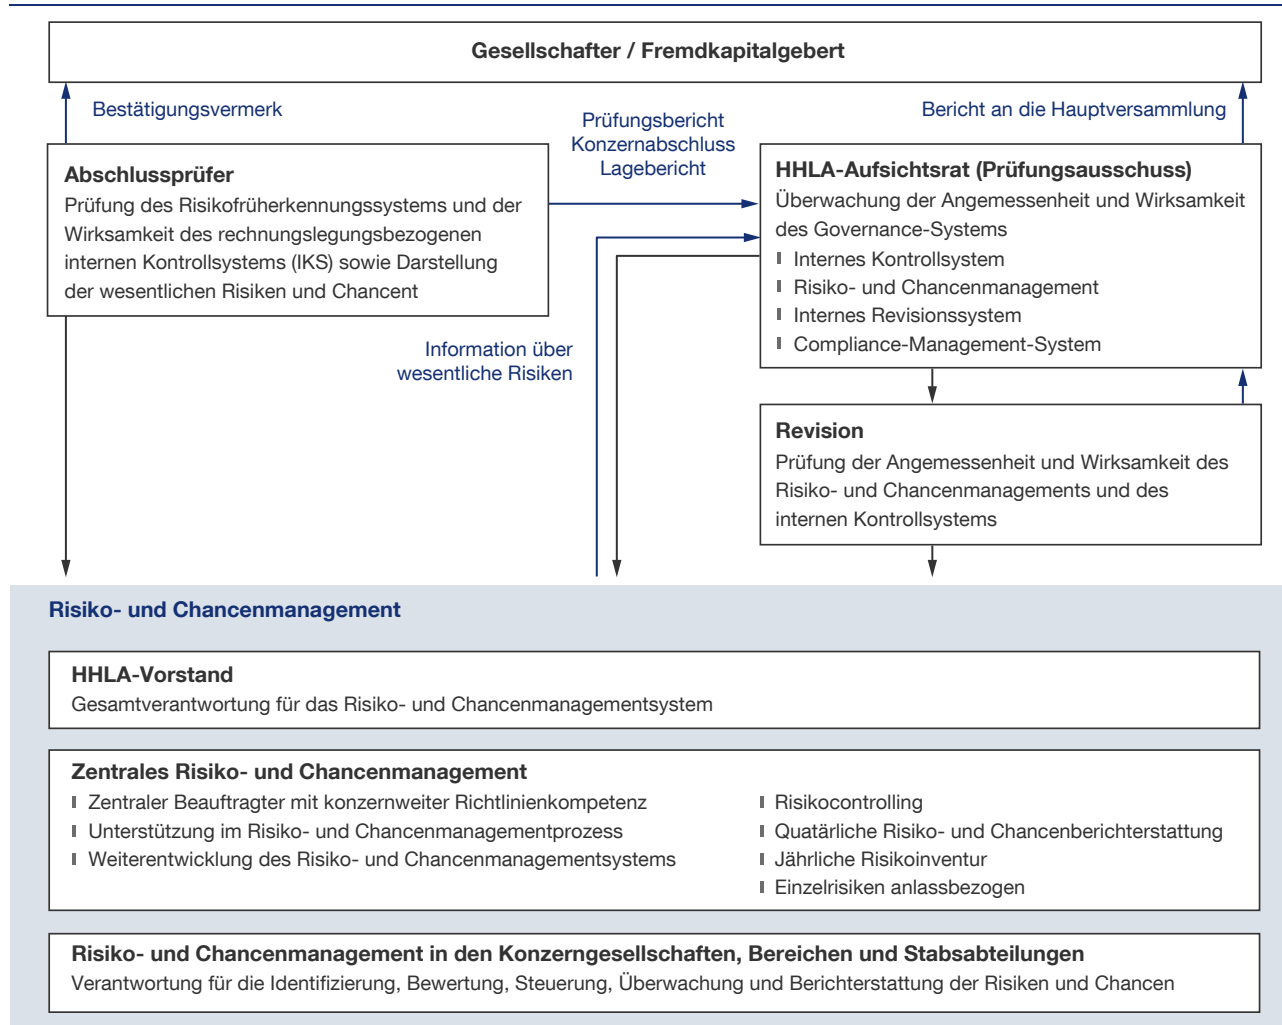 Gesellschafter / Fremdkapitalgebert
Bestätigungsvermerk
Prüfungsbericht
Konzernabschluss
Lagebericht
Bericht an die Hauptversammlung
Abschlussprüfer
Prüfung des Risikofrüherkennungssystems und der
Wirksamkeit des rechnungslegungsbezogenen
internen Kontrollsystems (IKS) sowie Darstellung
der wesentlichen Risiken und Chancent
HHLA-Aufsichtsrat (Prüfungsausschuss)
Überwachung der Angemessenheit und Wirksamkeit
des Governance-Systems
Internes Kontrollsystem
Risiko- und Chancenmanagement
Internes Revisionssystem
Compliance-Management-System
Information über
wesentliche Risiken
Revision
Prüfung der Angemessenheit und Wirksamkeit des
Risiko- und Chancenmanagements und des
internen Kontrollsystems
Risiko- und Chancenmanagement
HHLA-Vorstand
Gesamtverantwortung für das Risiko- und Chancenmanagementsystem
Zentrales Risiko- und Chancenmanagement
Zentraler Beauftragter mit konzernweiter Richtlinienkompetenz
Unterstützung im Risiko- und Chancenmanagementprozess
Weiterentwicklung des Risiko- und Chancenmanagementsystems
Risikocontrolling
Quatärliche Risiko- und Chancenberichterstattung
Jährliche Risikoinventur
Einzelrisiken anlassbezogen
Risiko- und Chancenmanagement in den Konzerngesellschaften, Bereichen und Stabsabteilungen
Verantwortung für die Identifizierung, Bewertung, Steuerung, Überwachung und Berichterstattung der Risiken und Chancen